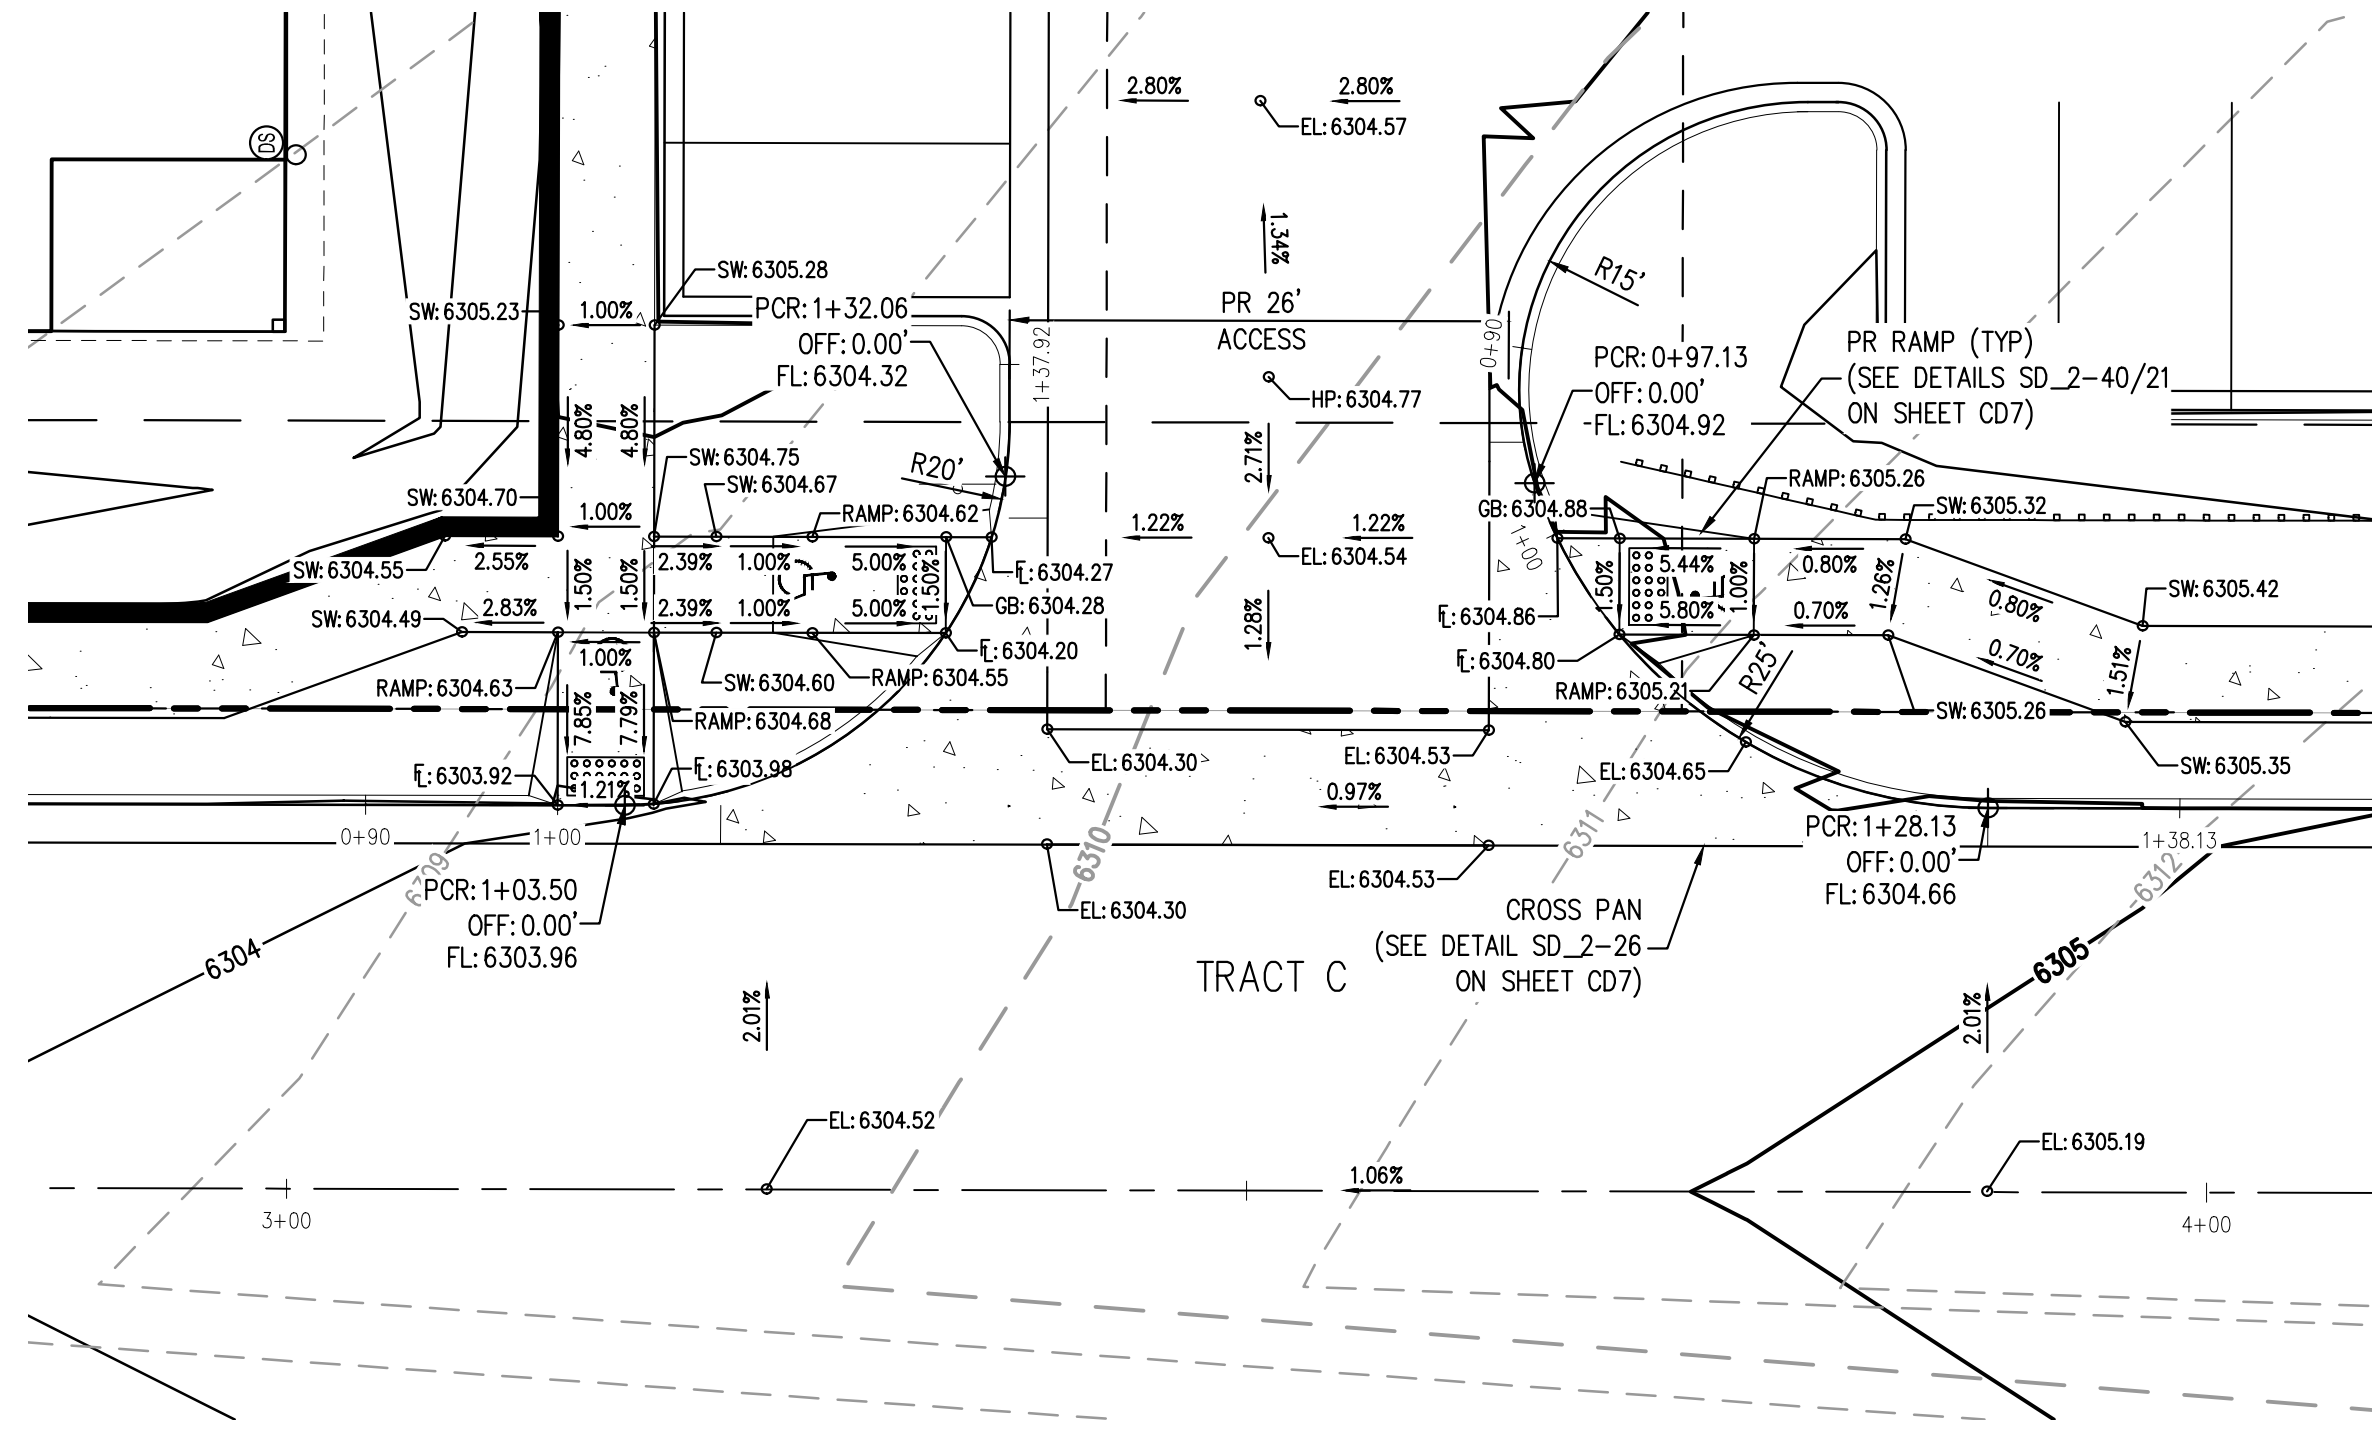 2.80%
2.80%
EL: 6304.57
DS
1.34%
SW: 6305.28
SW: 6305.23
1.00%
PCR: 1+32.06
OFF: 0.00'
FL: 6304.32
PR 26'
ACCESS
1+37.92
0+90
R15'
PCR: 0+97.13
OFF: 0.00'
FL: 6304.92
PR RAMP (TYP)
(SEE DETAILS SD_2-40/21
ON SHEET CD7)
HP: 6304.77
4.80%
4.80%
SW: 6304.75
SW: 6304.67
SW: 6304.70
1.00%
R20'
RAMP: 6304.62
2.71%
1.22%
1.22%
EL: 6304.54
GB: 6304.88
RAMP: 6305.26
SW: 6305.32
1+00
SW: 6304.55
2.55%
1.50%
1.50%
2.39%
1.00%
5.00%
1.50%
FL: 6304.27
GB: 6304.28
SW: 6304.49
2.83%
2.39%
1.00%
5.00%
FL: 6304.20
1.28%
FL: 6304.86
1.50%
5.44%
5.80%
1.00%
0.80%
0.70%
1.26%
0.80%
0.70%
SW: 6305.42
1.51%
FL: 6304.80
RAMP: 6305.21
R25'
SW: 6305.26
SW: 6305.35
1.00%
RAMP: 6304.63
SW: 6304.60
RAMP: 6304.55
RAMP: 6304.68
7.85%
7.79%
FL: 6303.92
FL: 6303.98
1.21%
EL: 6304.30
EL: 6304.53
EL: 6304.65
0.97%
0+90
1+00
6309
6310
6311
6312
PCR: 1+03.50
OFF: 0.00'
FL: 6303.96
EL: 6304.30
EL: 6304.53
PCR: 1+28.13
OFF: 0.00'
FL: 6304.66
1+38.13
CROSS PAN
(SEE DETAIL SD_2-26
ON SHEET CD7)
TRACT C
6304
6305
2.01%
2.01%
EL: 6304.52
EL: 6305.19
1.06%
3+00
4+00